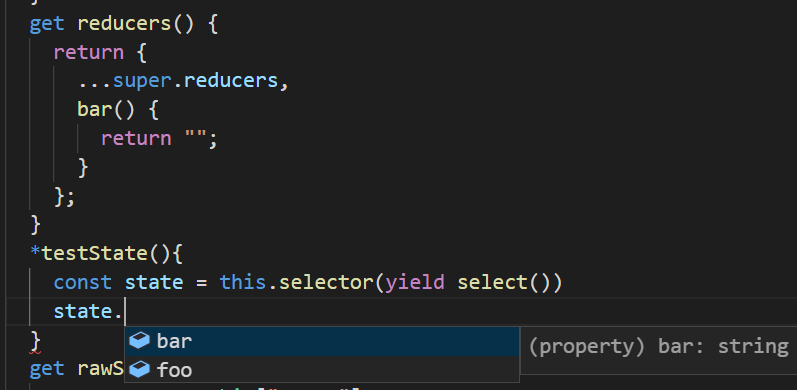 }
get reducers() {
return {
...super.reducers,
bar() {
return "";
}
};
}
*testState(){
const state = this.selector(yield select())
state.
bar
(property) bar: string
}
foo
get rawS